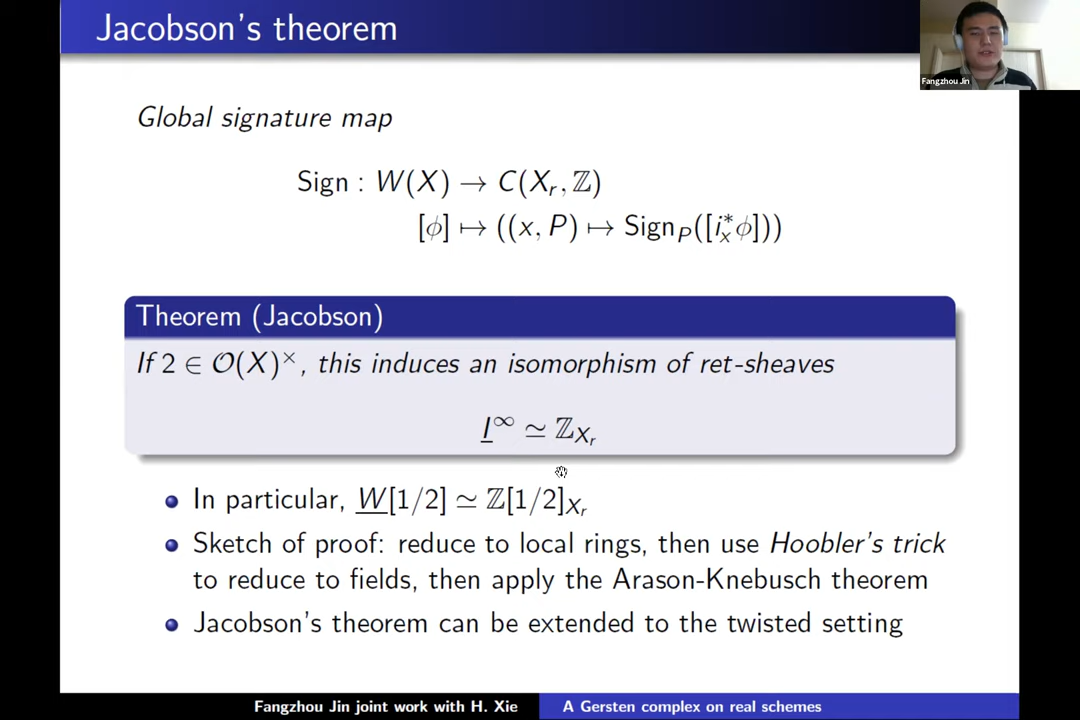 Jacobson's theorem
Fangzhou Jin
Global signature map
Sign : W(X) → C(X_r, ℤ)
[ϕ] ↦ ((x, P) ↦ Sign_P([i_x^*ϕ]))
Theorem (Jacobson)
If 2 ∈ 𝒪(X)^×, this induces an isomorphism of ret-sheaves
I^∞ ≃ ℤ_{X_r}
In particular, W[1/2] ≃ ℤ[1/2]_{X_r}
Sketch of proof: reduce to local rings, then use Hoobler's trick
to reduce to fields, then apply the Arason-Knebusch theorem
Jacobson's theorem can be extended to the twisted setting
Fangzhou Jin joint work with H. Xie
A Gersten complex on real schemes